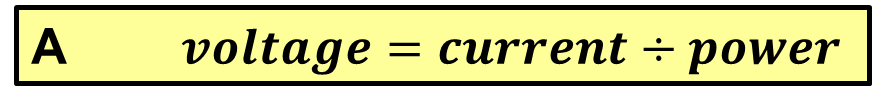 A voltage = current ÷ power